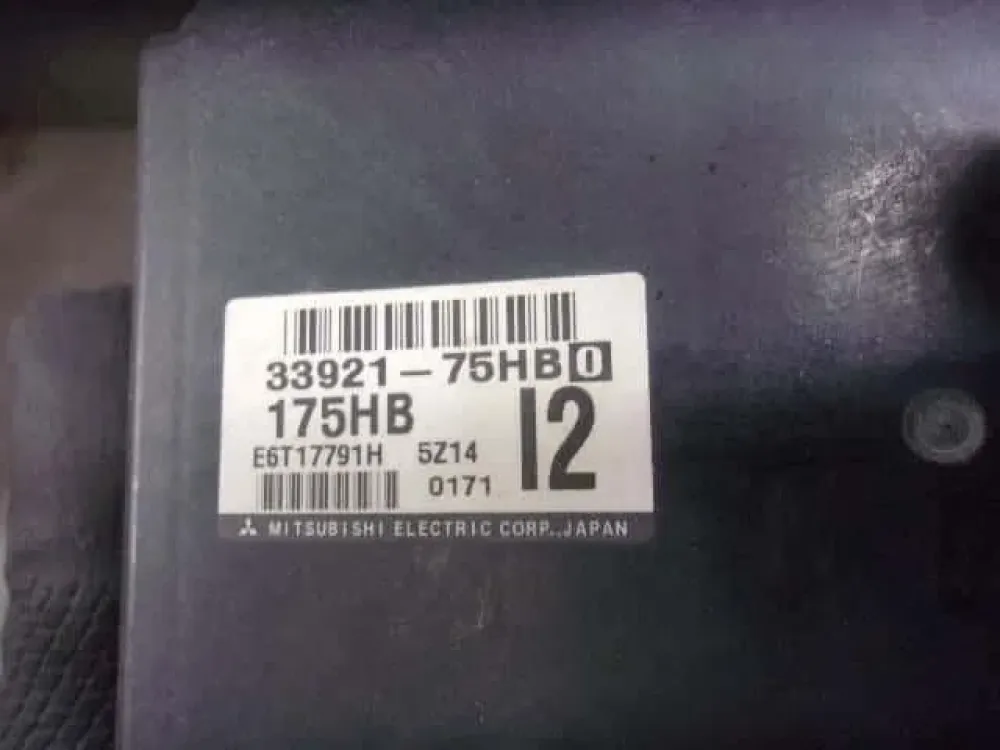 33921-75HB0
175HB
I2
E6T17791H 5Z14
0171
MITSUBISHI ELECTRIC CORP.,JAPAN